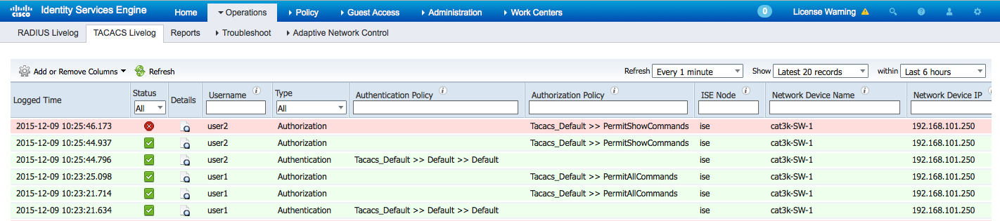 CISCO Identity Services Engine Home Operations Policy Guest Access Administration Work Centers 0 License Warning
RADIUS Livelog TACACS Livelog Reports Troubleshoot Adaptive Network Control
Add or Remove Columns Refresh Refresh Every 1 minute Show Latest 20 records within Last 6 hours
Logged Time Status Details Username Type Authentication Policy Authorization Policy ISE Node Network Device Name Network Device IP
All All
2015-12-09 10:25:46.173 user2 Authorization Tacacs_Default >> PermitShowCommands ise cat3k-SW-1 192.168.101.250
2015-12-09 10:25:44.937 user2 Authorization Tacacs_Default >> PermitShowCommands ise cat3k-SW-1 192.168.101.250
2015-12-09 10:25:44.796 user2 Authentication Tacacs_Default >> Default >> Default ise cat3k-SW-1 192.168.101.250
2015-12-09 10:23:25.098 user1 Authorization Tacacs_Default >> PermitAllCommands ise cat3k-SW-1 192.168.101.250
2015-12-09 10:23:21.714 user1 Authorization Tacacs_Default >> PermitAllCommands ise cat3k-SW-1 192.168.101.250
2015-12-09 10:23:21.634 user1 Authentication Tacacs_Default >> Default >> Default ise cat3k-SW-1 192.168.101.250